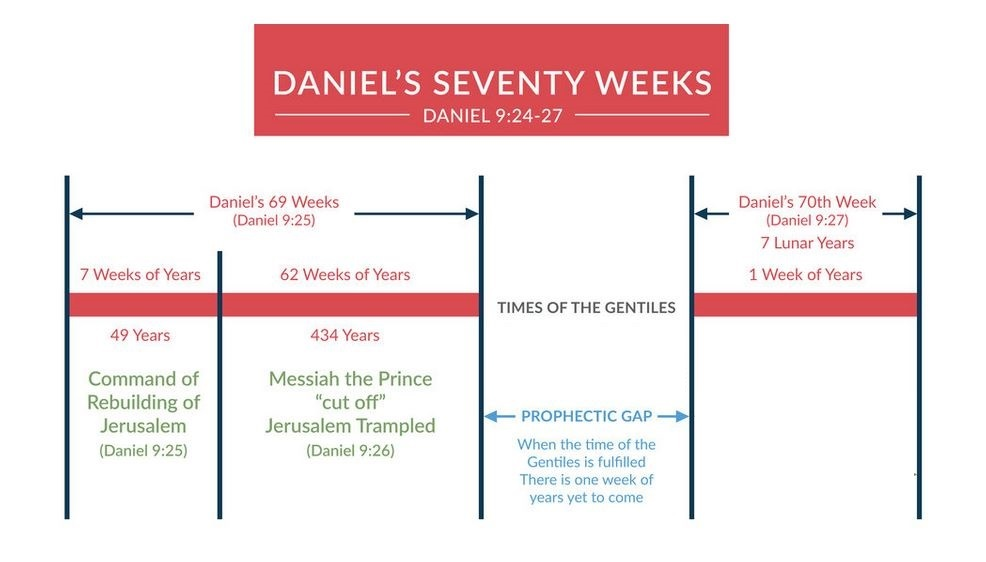 DANIEL’S SEVENTY WEEKS
DANIEL 9:24-27
Daniel’s 69 Weeks
(Daniel 9:25)
7 Weeks of Years
62 Weeks of Years
49 Years
434 Years
Command of
Rebuilding of
Jerusalem
(Daniel 9:25)
Messiah the Prince
“cut off”
Jerusalem Trampled
(Daniel 9:26)
TIMES OF THE GENTILES
PROPHECTIC GAP
When the time of the
Gentiles is fulfilled
There is one week of
years yet to come
Daniel’s 70th Week
(Daniel 9:27)
7 Lunar Years
1 Week of Years